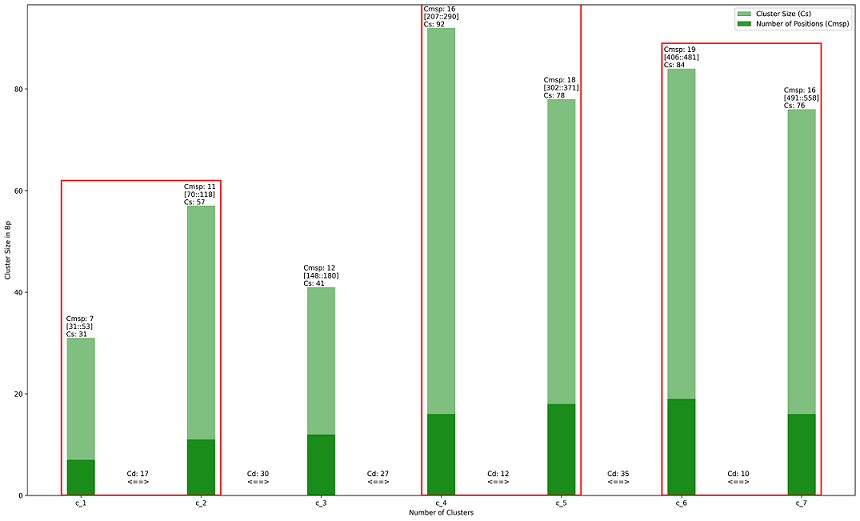 Cmsp: 16
[207::290]
Cs: 92
Cluster Size (Cs)
Number of Positions (Cmsp)
Cmsp: 19
[406::481]
Cs: 84
Cmsp: 18
[302::371]
Cs: 78
Cmsp: 16
[491::558]
Cs: 76
80
Cmsp: 11
[70::118]
Cs: 57
60
Cluster Size in Bp
Cmsp: 12
[148::180]
Cs: 41
40
Cmsp: 7
[31::53]
Cs: 31
20
Cd: 17
<==>
Cd: 30
<==>
Cd: 27
<==>
Cd: 12
<==>
Cd: 35
<==>
Cd: 10
<==>
0
c_1 c_2 c_3 c_4 c_5 c_6 c_7
Number of Clusters